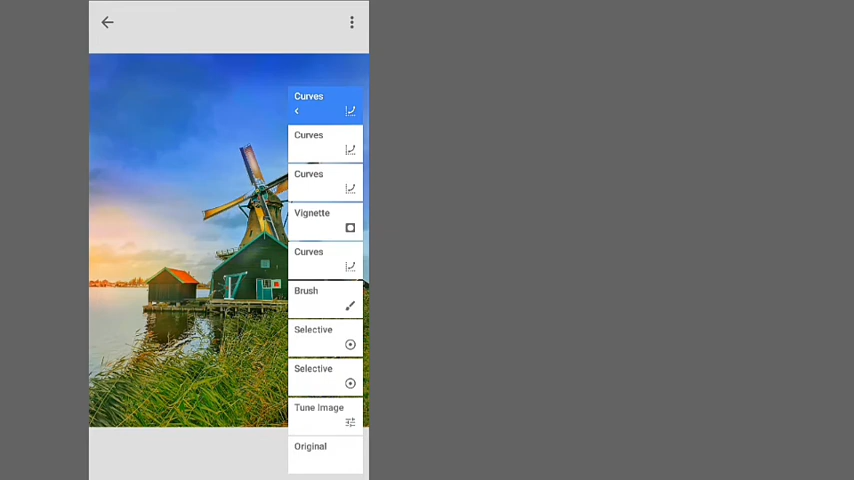 Curves
Curves
Curves
Vignette
Curves
Brush
Selective
Selective
Tune Image
Original